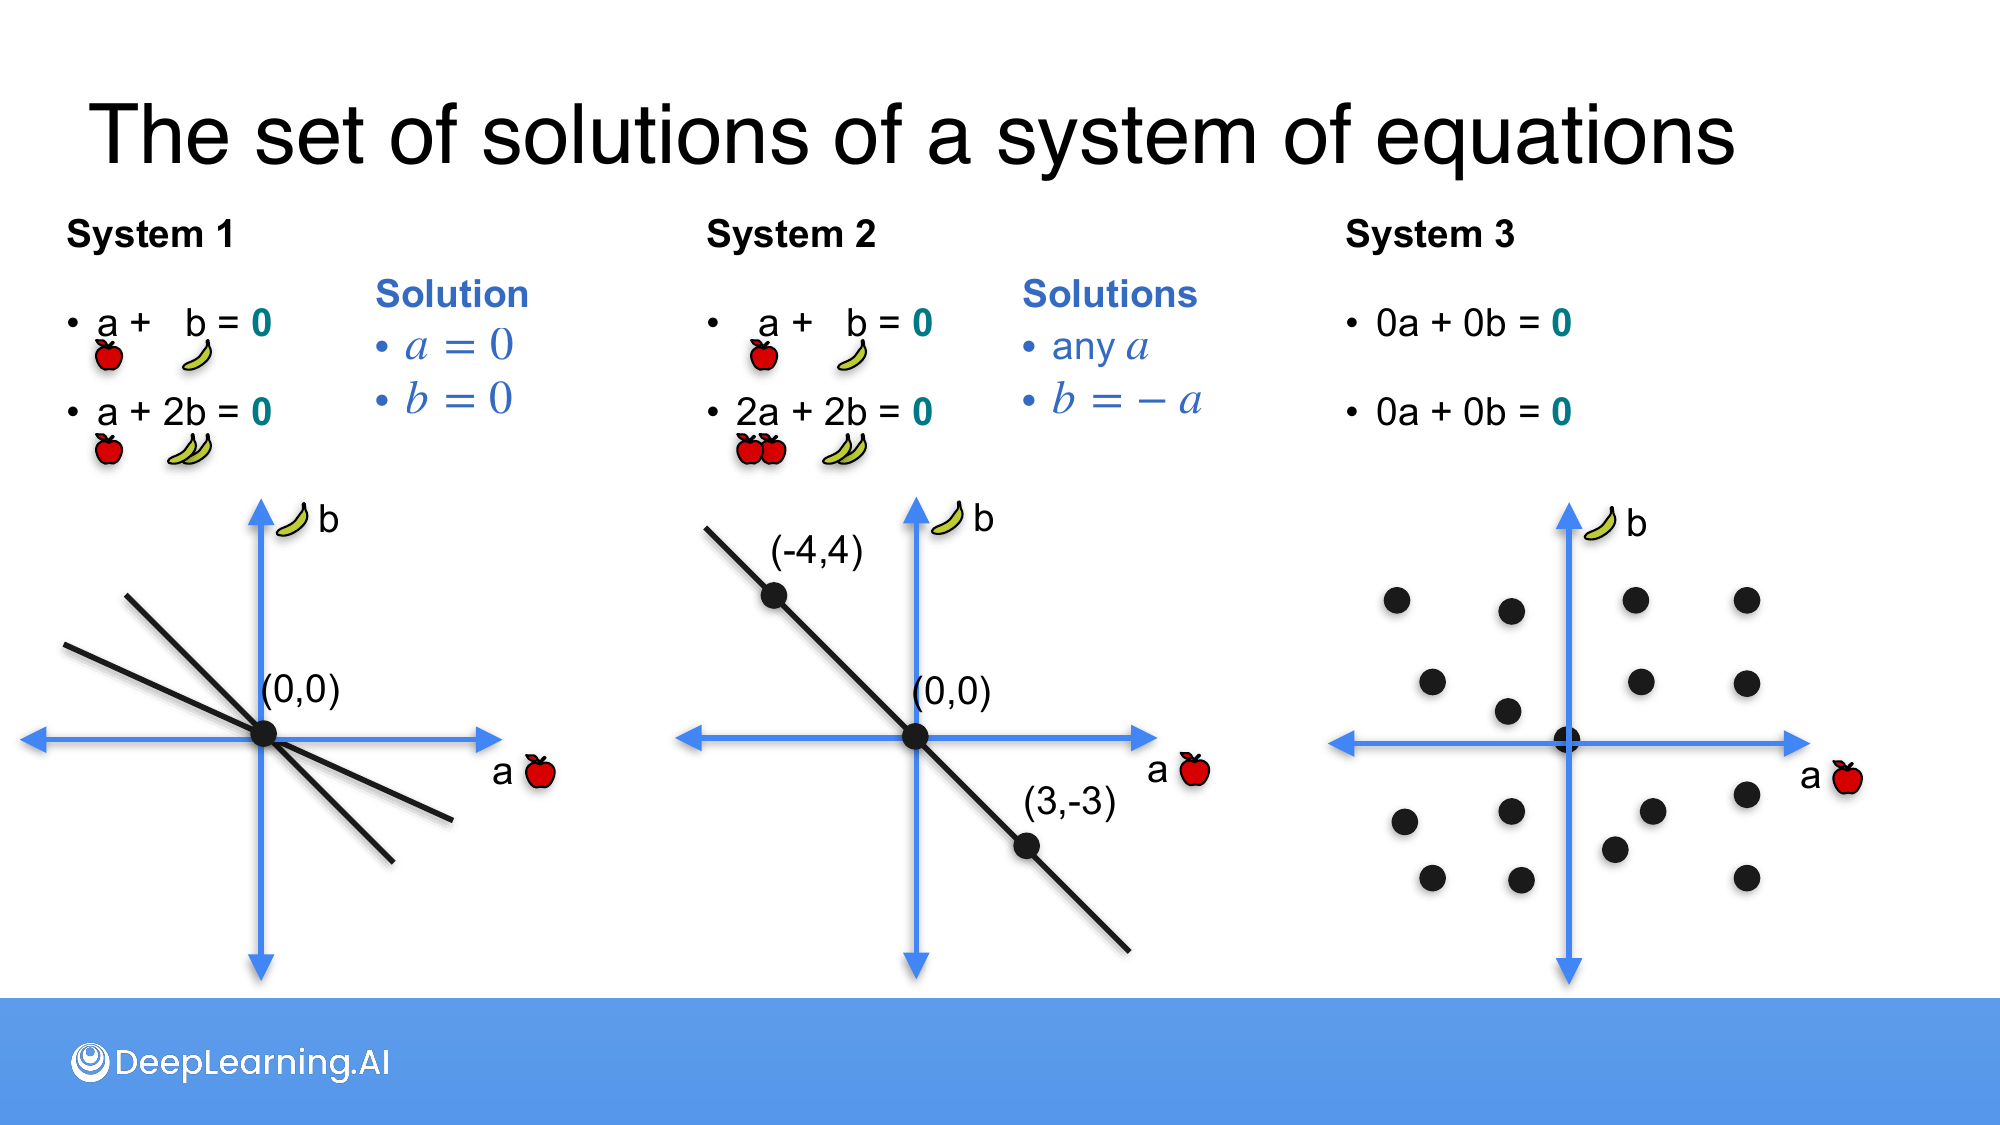 The set of solutions of a system of equations
System 1
• a + b = 0
• a + 2b = 0
Solution
• a = 0
• b = 0
b
(0,0)
a
System 2
• a + b = 0
• 2a + 2b = 0
Solutions
• any a
• b = − a
b
(-4,4)
(0,0)
a
(3,-3)
System 3
• 0a + 0b = 0
• 0a + 0b = 0
b
a
DeepLearning.AI